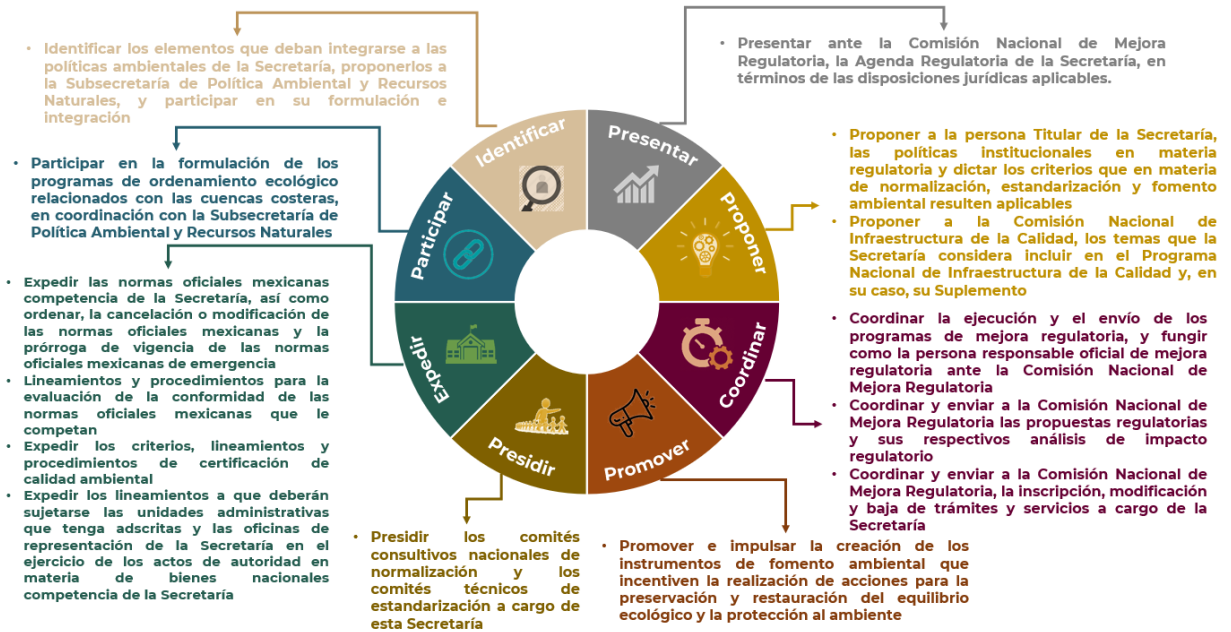 • Identificar los elementos que deban integrarse a las
políticas ambientales de la Secretaría, proponerlos a
la Subsecretaría de Política Ambiental y Recursos
Naturales, y participar en su formulación e
integración
• Participar en la formulación de los
programas de ordenamiento ecológico
relacionados con las cuencas costeras,
en coordinación con la Subsecretaría de
Política Ambiental y Recursos Naturales
• Expedir las normas oficiales mexicanas
competencia de la Secretaría, así como
ordenar, la cancelación o modificación de
las normas oficiales mexicanas y la
prórroga de vigencia de las normas
oficiales mexicanas de emergencia
• Lineamientos y procedimientos para la
evaluación de la conformidad de las
normas oficiales mexicanas que le
competan
• Expedir los criterios, lineamientos y
procedimientos de certificación de
calidad ambiental
• Expedir los lineamientos a que deberán
sujetarse las unidades administrativas
que tenga adscritas y las oficinas de
representación de la Secretaría en el
ejercicio de los actos de autoridad en
materia de bienes nacionales
competencia de la Secretaría
Identificar
Presentar
Participar
Proponer
Expedir
Coordinar
Presidir
Promover
• Presentar ante la Comisión Nacional de Mejora
Regulatoria, la Agenda Regulatoria de la Secretaría, en
términos de las disposiciones jurídicas aplicables.
• Proponer a la persona Titular de la Secretaría,
las políticas institucionales en materia
regulatoria y dictar los criterios que en materia
de normalización, estandarización y fomento
ambiental resulten aplicables
• Proponer a la Comisión Nacional de
Infraestructura de la Calidad, los temas que la
Secretaría considera incluir en el Programa
Nacional de Infraestructura de la Calidad y, en
su caso, su Suplemento
• Coordinar la ejecución y el envío de los
programas de mejora regulatoria, y fungir
como la persona responsable oficial de mejora
regulatoria ante la Comisión Nacional de
Mejora Regulatoria
• Coordinar y enviar a la Comisión Nacional de
Mejora Regulatoria las propuestas regulatorias
y sus respectivos análisis de impacto
regulatorio
• Coordinar y enviar a la Comisión Nacional de
Mejora Regulatoria, la inscripción, modificación
y baja de trámites y servicios a cargo de la
Secretaría
• Presidir los comités
consultivos nacionales de
normalización y los
comités técnicos de
estandarización a cargo de
esta Secretaría
• Promover e impulsar la creación de los
instrumentos de fomento ambiental que
incentiven la realización de acciones para la
preservación y restauración del equilibrio
ecológico y la protección al ambiente